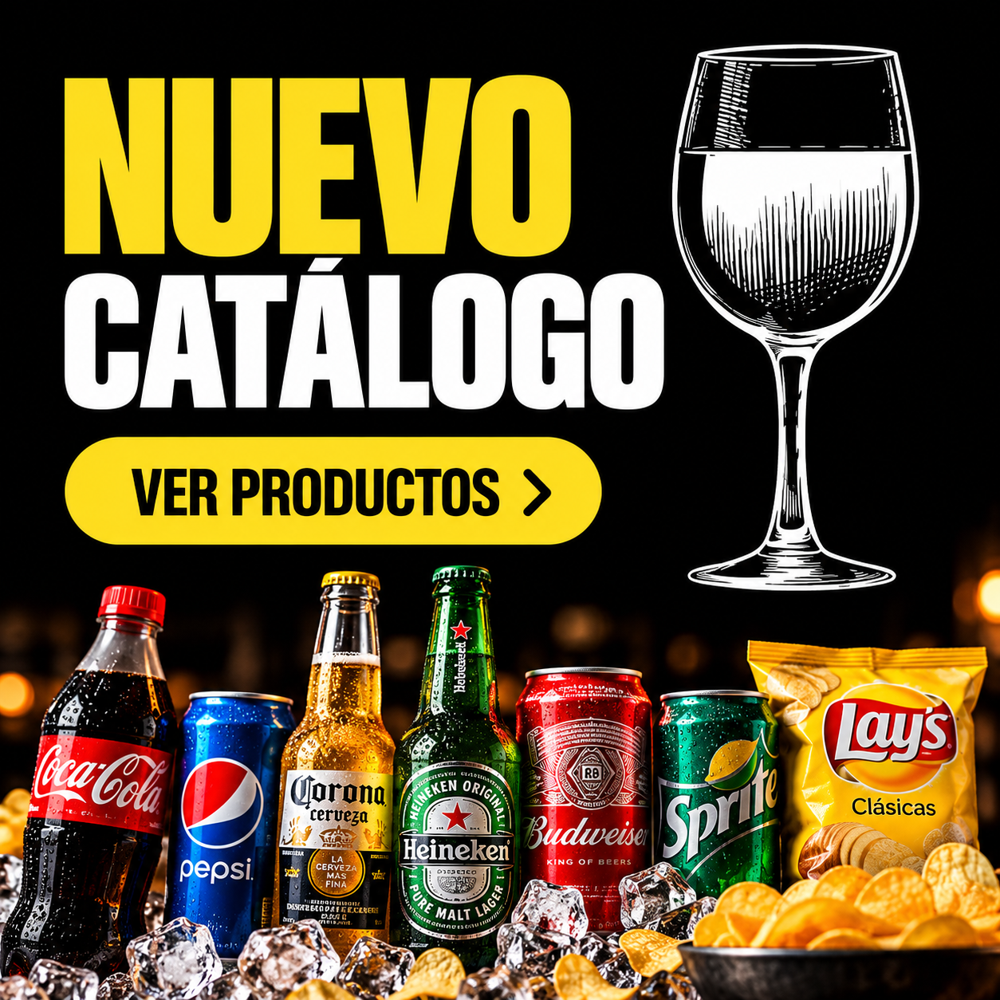 NUEVO
CATÁLOGO
VER PRODUCTOS
Coca-Cola
pepsi
Corona
cerveza
LA
CERVEZA
MAS
FINA
HEINEKEN ORIGINAL
Heineken
PURE MALT LAGER
RB
Budweiser
KING OF BEERS
Sprite
Lay's
Clásicas